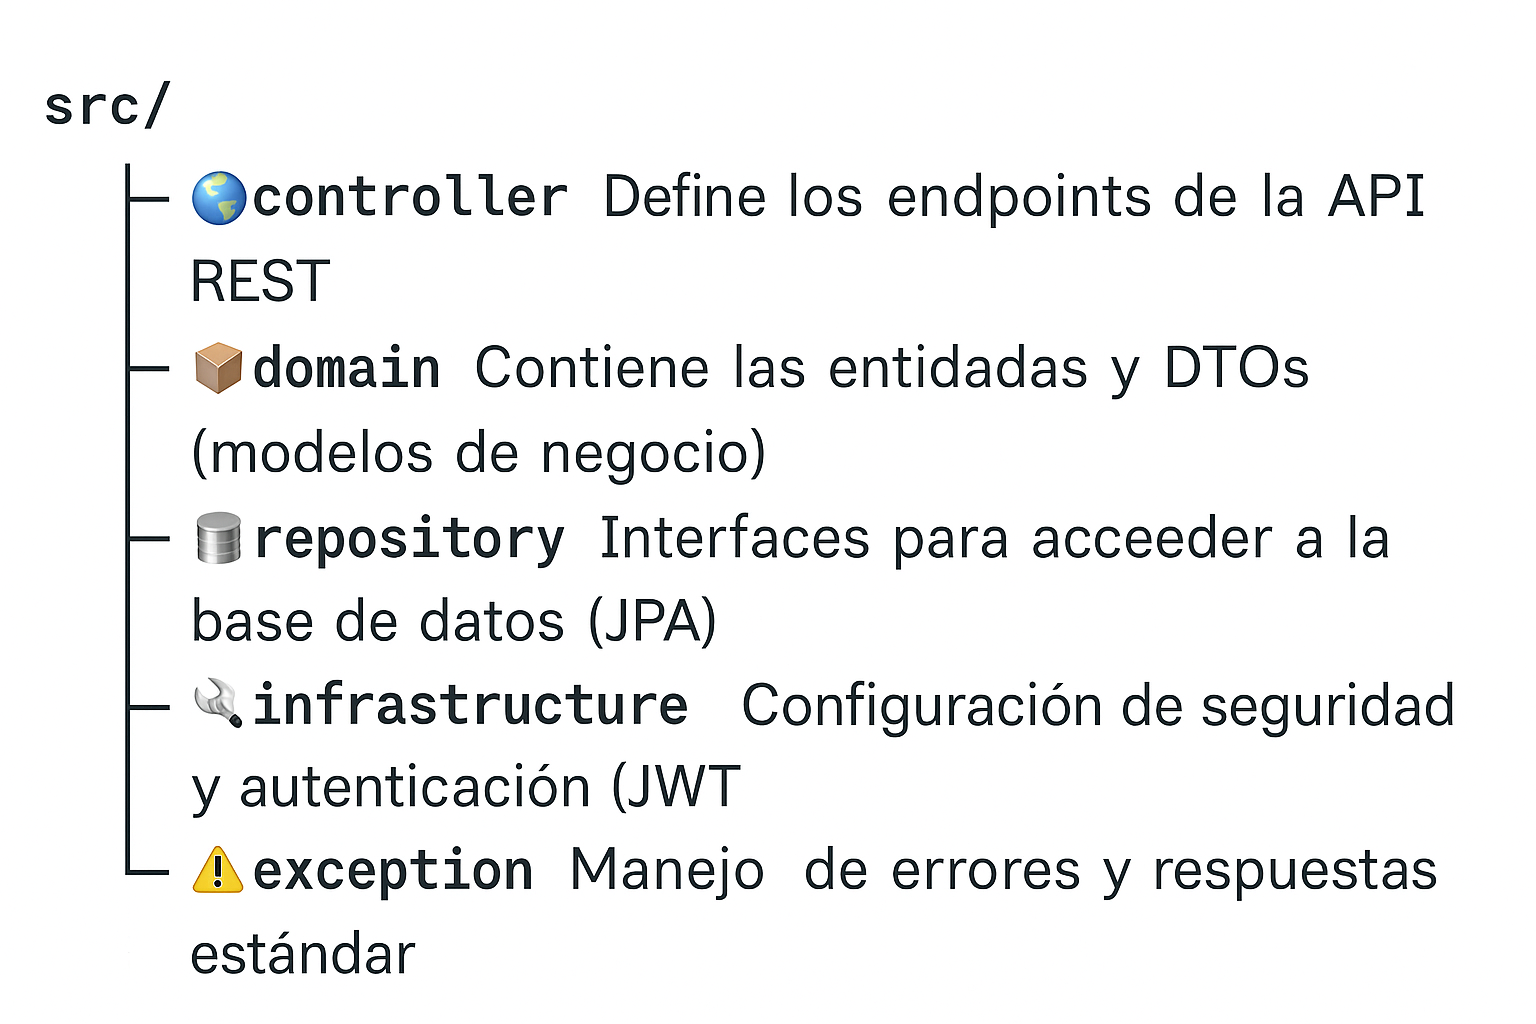 src/
controller Define los endpoints de la API
REST
domain Contiene las entidadas y DTOs
(modelos de negocio)
repository Interfaces para acceeder a la
base de datos (JPA)
infrastructure Configuración de seguridad
y autenticación (JWT
exception Manejo de errores y respuestas
estándar